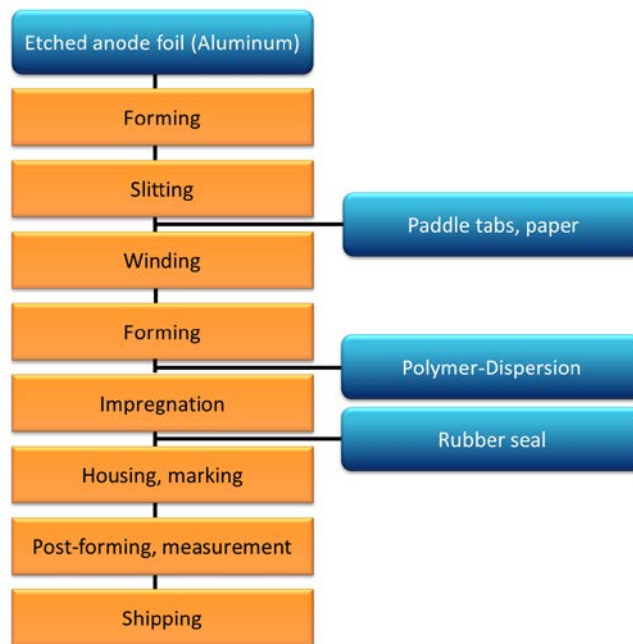 Etched anode foil (Aluminum)
Forming
Slitting
Paddle tabs, paper
Winding
Forming
Polymer-Dispersion
Impregnation
Rubber seal
Housing, marking
Post-forming, measurement
Shipping